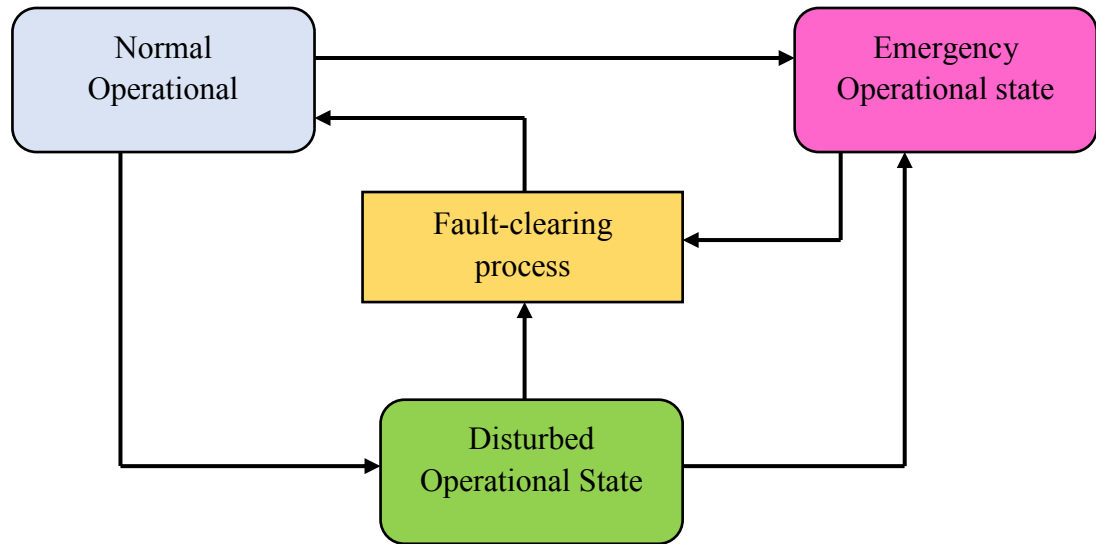 Normal
Operational
Emergency
Operational state
Fault-clearing
process
Disturbed
Operational State